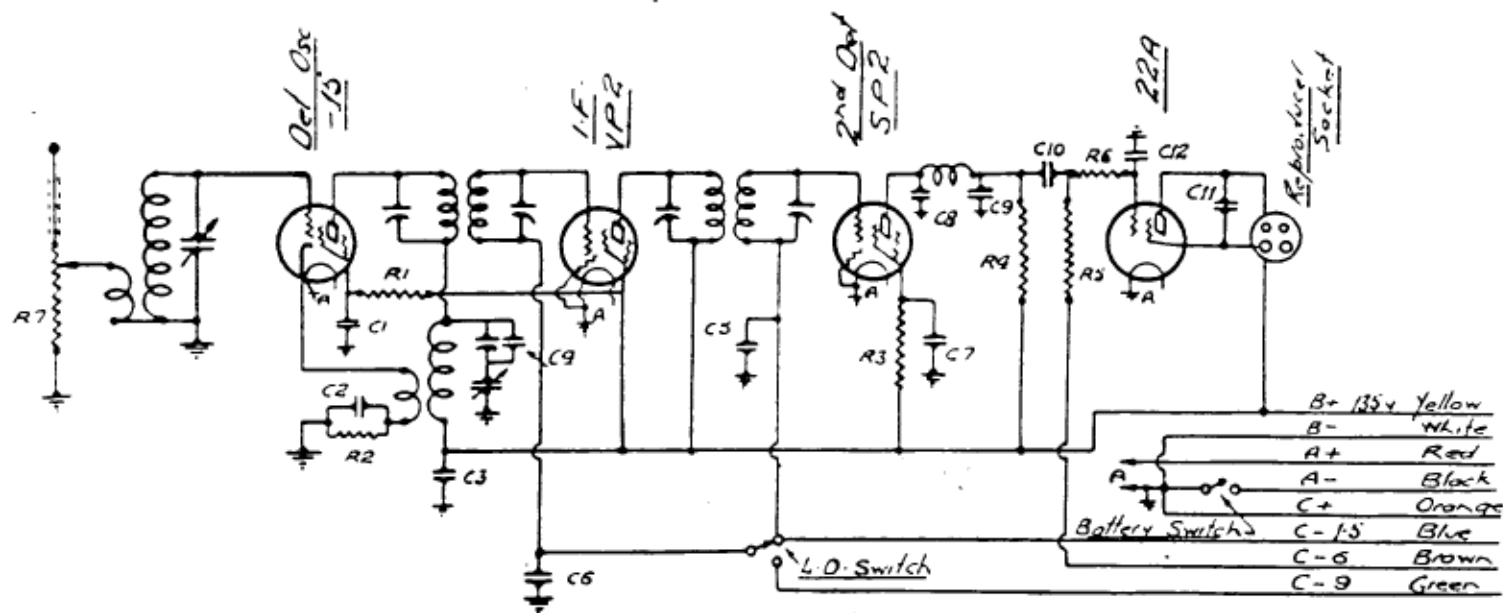 Det Osc
-15
I.F.
VP2
2nd Det
SP2
22A
Reproducer
Socket
R7
A
C1
R1
C2
R2
C3
C9
A
C6
C5
A
R3
C7
C8
C9
C10
R4
R5
R6
C12
A
C11
L.D. Switch
Battery Switch
A
B+ 135v Yellow
B- White
A+ Red
A- Black
C+ Orange
C-1.5 Blue
C-6 Brown
C-9 Green